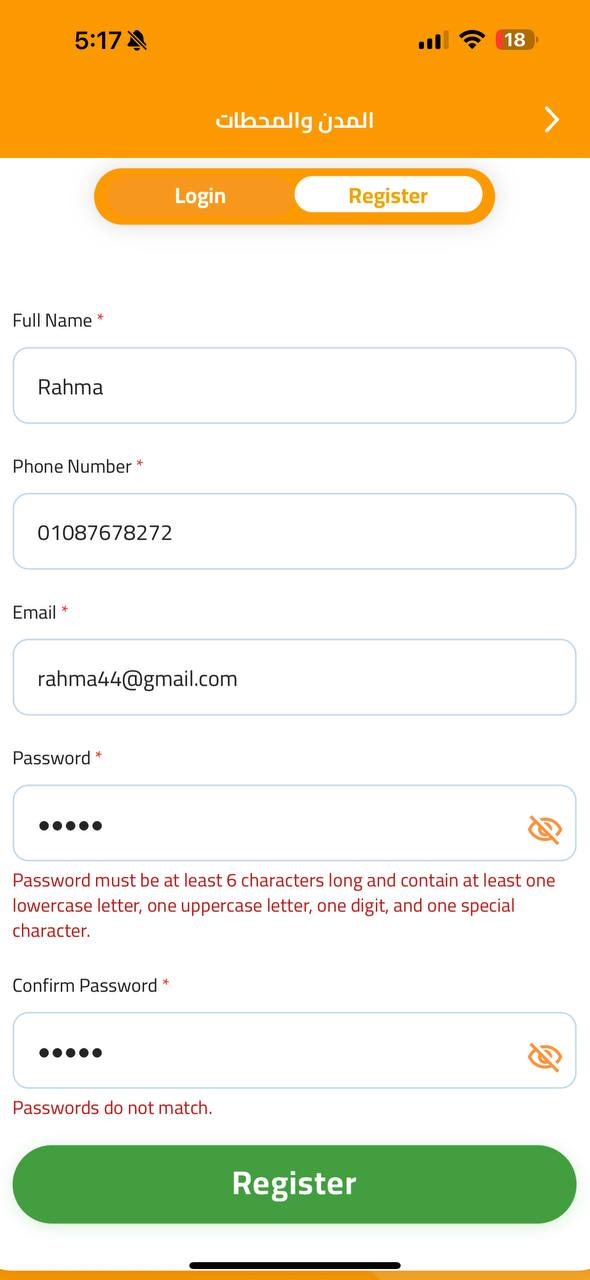 5:17
18
المدن والمحطات
Login
Register
Full Name *
Rahma
Phone Number *
01087678272
Email *
rahma44@gmail.com
Password *
•••••
Password must be at least 6 characters long and contain at least one
lowercase letter, one uppercase letter, one digit, and one special
character.
Confirm Password *
•••••
Passwords do not match.
Register